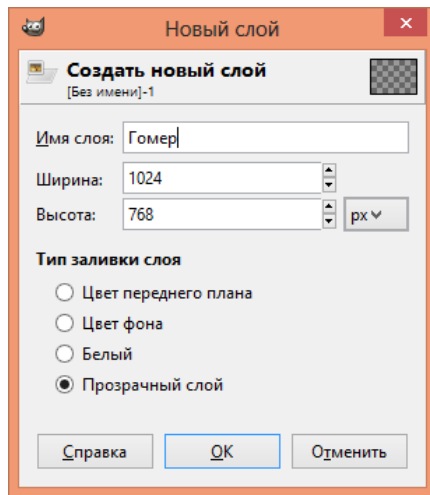 Новый слой
Создать новый слой
[Без имени]-1
Имя слоя: Гомер
Ширина: 1024
Высота: 768 px
Тип заливки слоя
Цвет переднего плана
Цвет фона
Белый
Прозрачный слой
Справка OK Отменить